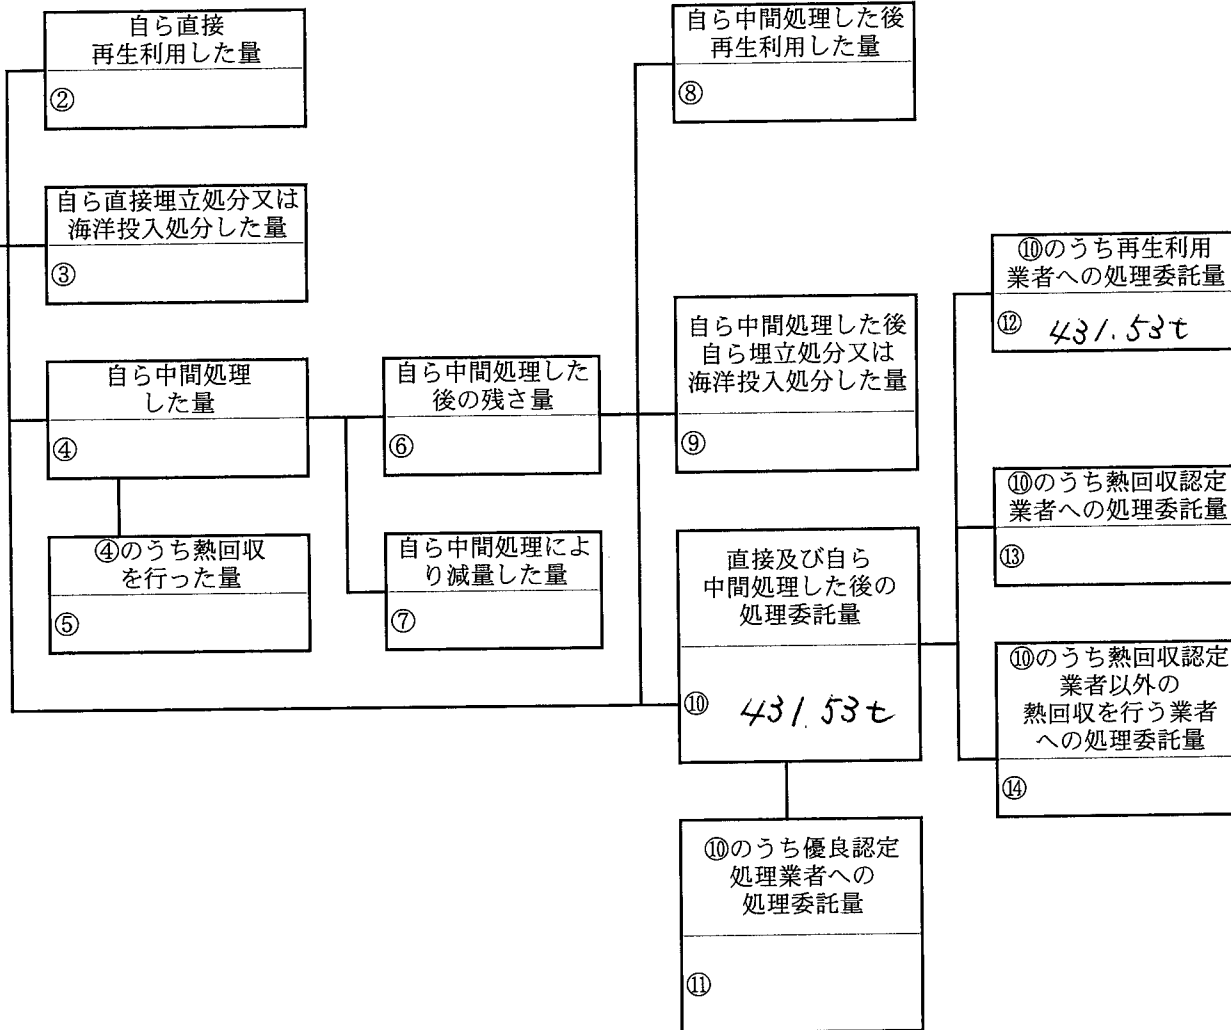 自ら直接
再生利用した量
②
自ら直接埋立処分又は
海洋投入処分した量
③
自ら中間処理
した量
④
④のうち熱回収
を行った量
⑤
自ら中間処理した
後の残さ量
⑥
自ら中間処理によ
り減量した量
⑦
自ら中間処理した後
再生利用した量
⑧
自ら中間処理した後
自ら埋立処分又は
海洋投入処分した量
⑨
直接及び自ら
中間処理した後の
処理委託量
⑩ 431.53t
⑩のうち優良認定
処理業者への
処理委託量
⑪
⑩のうち再生利用
業者への処理委託量
⑫ 431.53t
⑩のうち熱回収認定
業者への処理委託量
⑬
⑩のうち熱回収認定
業者以外の
熱回収を行う業者
への処理委託量
⑭